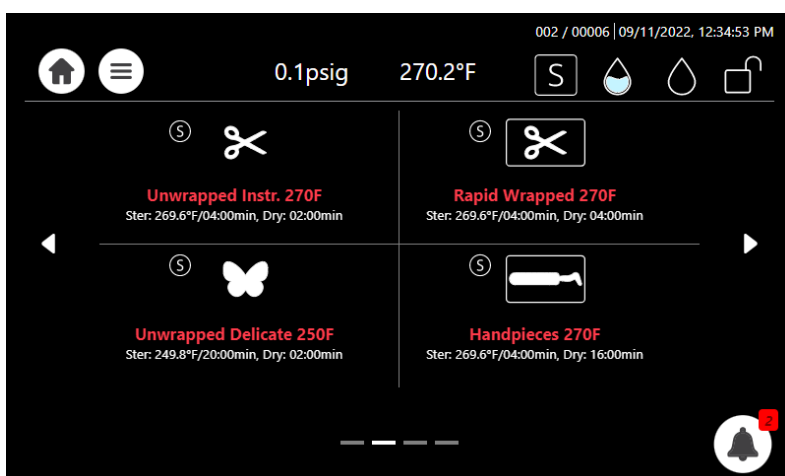 002 / 00006 09/11/2022, 12:34:53 PM
0.1psig 270.2°F S
S
Unwrapped Instr. 270F
Ster: 269.6°F/04:00min, Dry: 02:00min
S
Rapid Wrapped 270F
Ster: 269.6°F/04:00min, Dry: 04:00min
S
Unwrapped Delicate 250F
Ster: 249.8°F/20:00min, Dry: 02:00min
S
Handpieces 270F
Ster: 269.6°F/04:00min, Dry: 16:00min
2